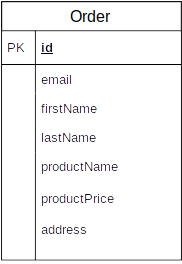 Order
PK id
email
firstName
lastName
productName
productPrice
address